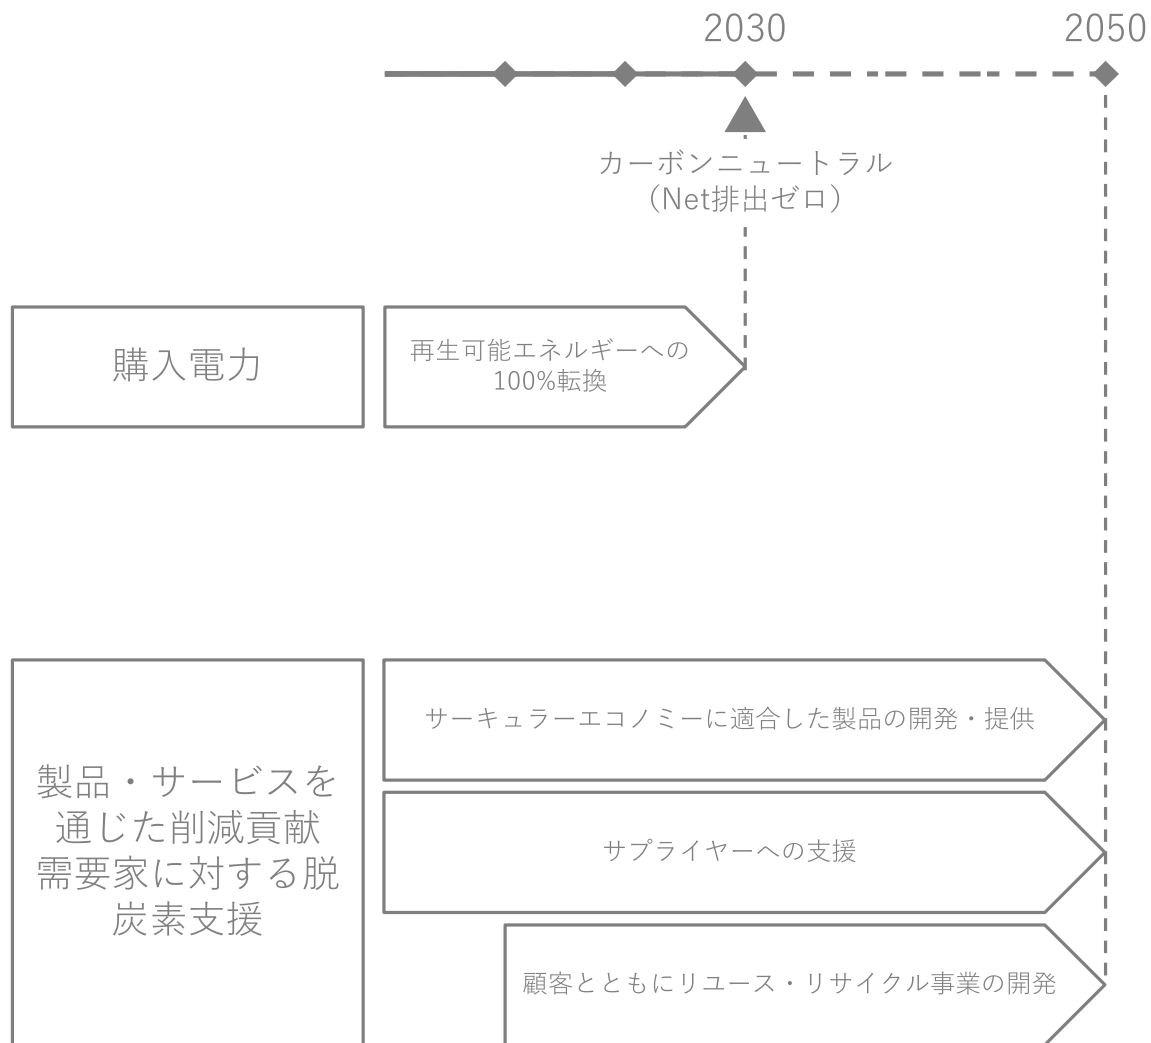 2030
2050
カーボンニュートラル
（Net排出ゼロ）
購入電力
再生可能エネルギーへの
100%転換
製品・サービスを
通じた削減貢献
需要家に対する脱
炭素支援
サーキュラーエコノミーに適合した製品の開発・提供
サプライヤーへの支援
顧客とともにリユース・リサイクル事業の開発